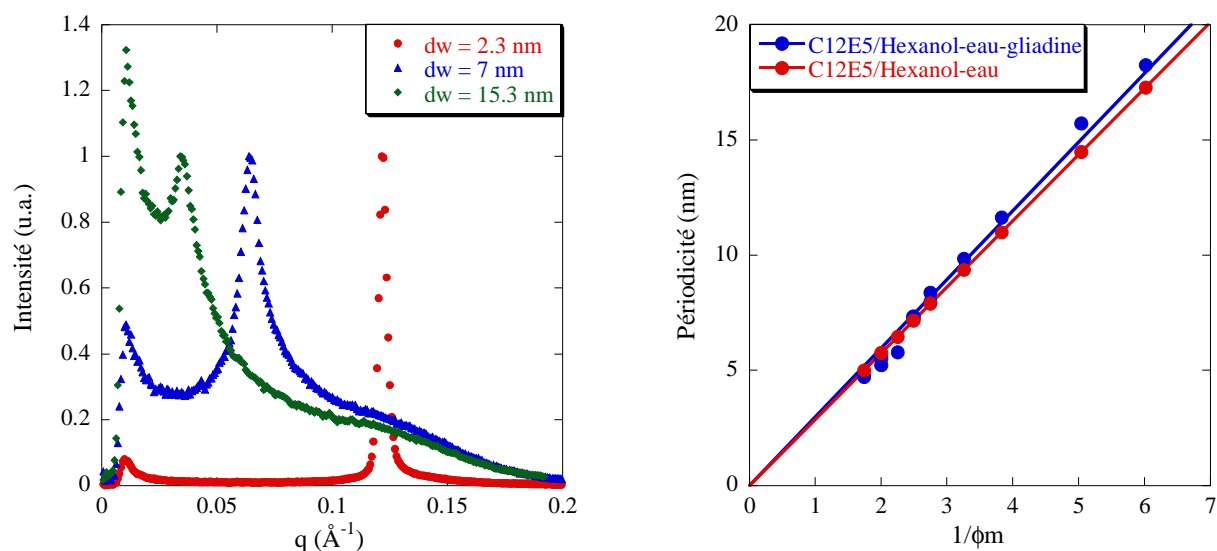 1.4
1.2
1
0.8
0.6
0.4
0.2
0
Intensité (u.a.)
dw = 2.3 nm
dw = 7 nm
dw = 15.3 nm
0 0.05 0.1 0.15 0.2
q (Å-1)
20
15
10
5
0
Périodicité (nm)
C12E5/Hexanol-eau-gliadine
C12E5/Hexanol-eau
0 1 2 3 4 5 6 7
1/ϕm